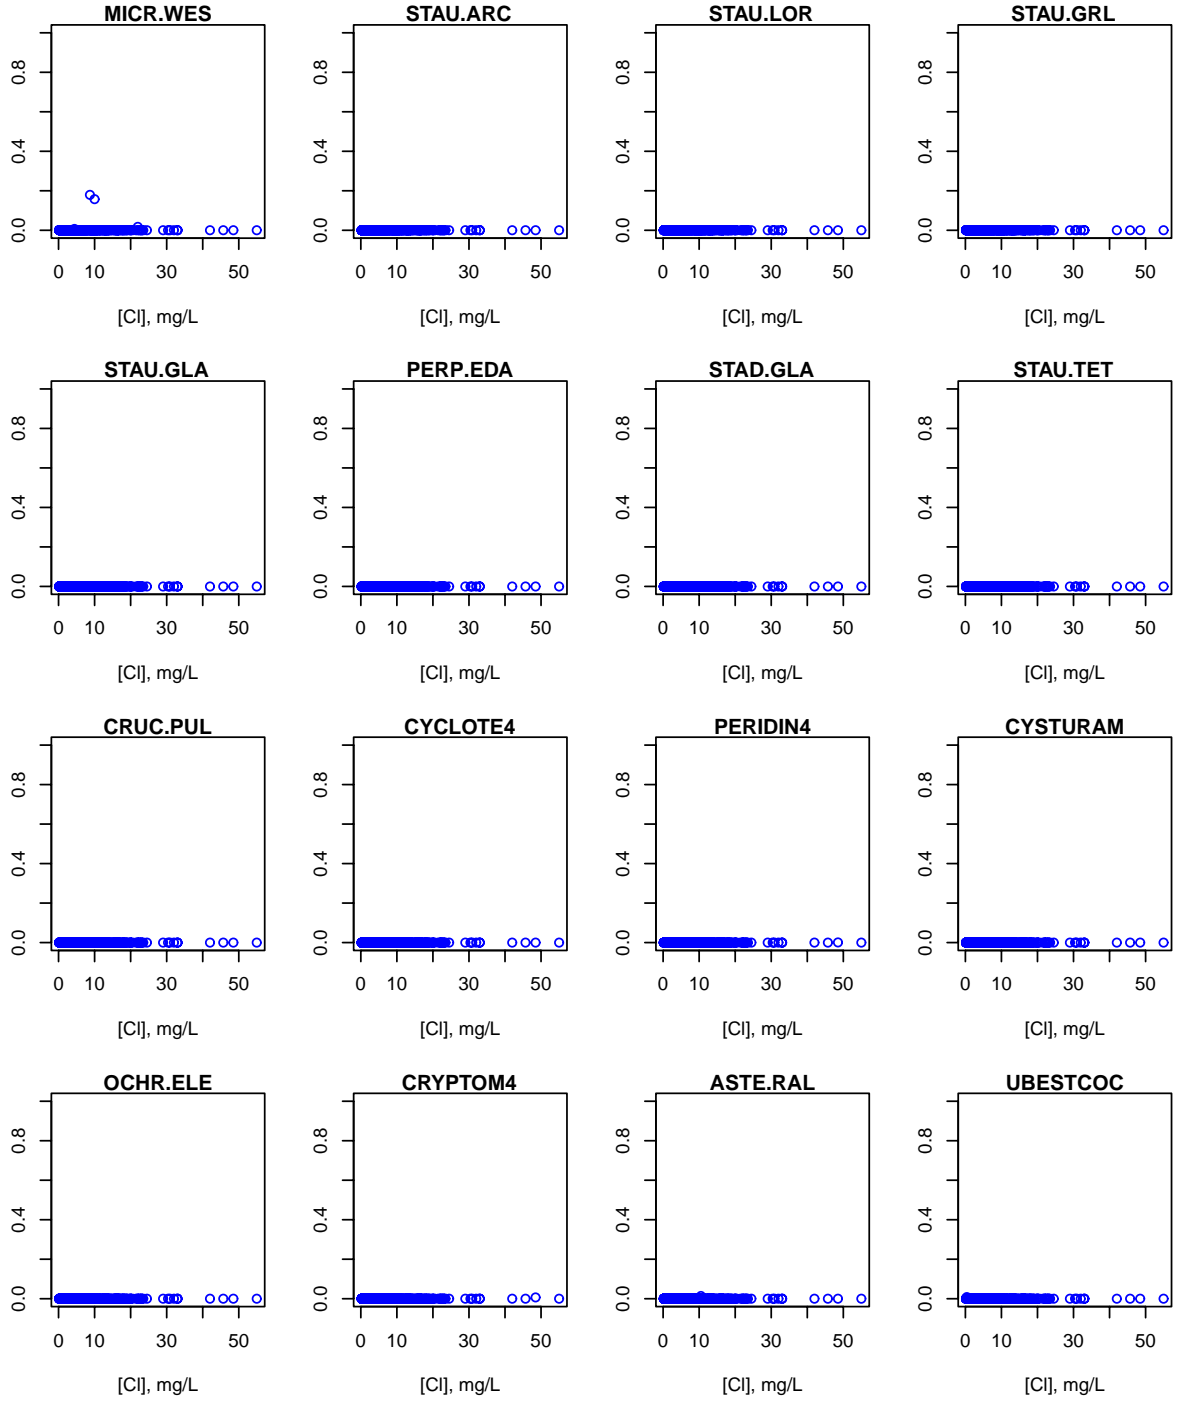 MICR.WES STAU.ARC STAU.LOR STAU.GRL
0.0 0.4 0.8 0.0 0.4 0.8 0.0 0.4 0.8 0.0 0.4 0.8
0 10 30 50 0 10 30 50 0 10 30 50 0 10 30 50
[Cl], mg/L [Cl], mg/L [Cl], mg/L [Cl], mg/L
STAU.GLA PERP.EDA STAD.GLA STAU.TET
0.0 0.4 0.8 0.0 0.4 0.8 0.0 0.4 0.8 0.0 0.4 0.8
0 10 30 50 0 10 30 50 0 10 30 50 0 10 30 50
[Cl], mg/L [Cl], mg/L [Cl], mg/L [Cl], mg/L
CRUC.PUL CYCLOTE4 PERIDIN4 CYSTURAM
0.0 0.4 0.8 0.0 0.4 0.8 0.0 0.4 0.8 0.0 0.4 0.8
0 10 30 50 0 10 30 50 0 10 30 50 0 10 30 50
[Cl], mg/L [Cl], mg/L [Cl], mg/L [Cl], mg/L
OCHR.ELE CRYPTOM4 ASTE.RAL UBESTCOC
0.0 0.4 0.8 0.0 0.4 0.8 0.0 0.4 0.8 0.0 0.4 0.8
0 10 30 50 0 10 30 50 0 10 30 50 0 10 30 50
[Cl], mg/L [Cl], mg/L [Cl], mg/L [Cl], mg/L